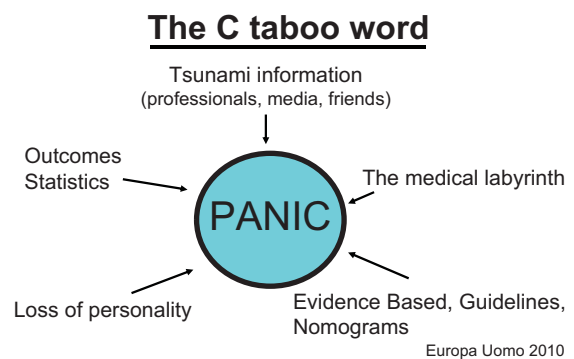 The C taboo word
Tsunami information
(professionals, media, friends)
Outcomes
Statistics
The medical labyrinth
PANIC
Loss of personality
Evidence Based, Guidelines,
Nomograms
Europa Uomo 2010